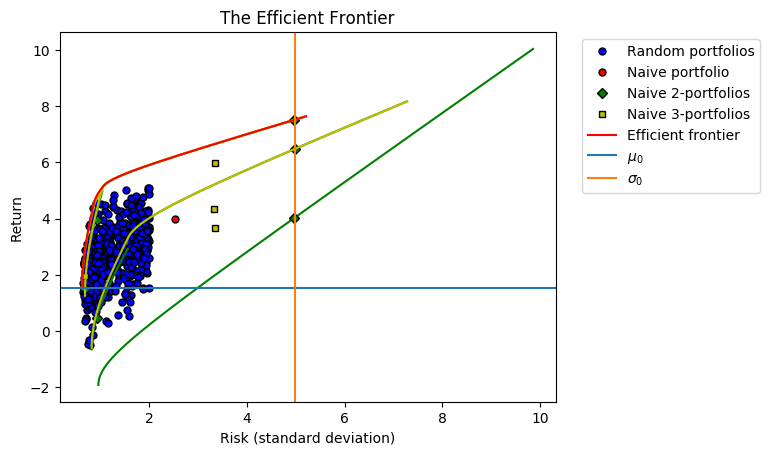 The Efficient Frontier
10
8
6
4
2
0
−2
Return
2
4
6
8
10
Risk (standard deviation)
Random portfolios
Naive portfolio
Naive 2-portfolios
Naive 3-portfolios
Efficient frontier
μ₀
σ₀